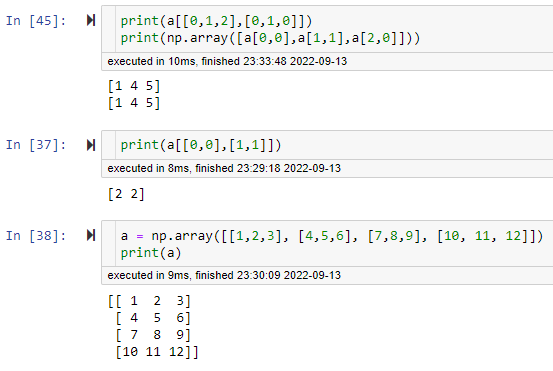 In [45]: print(a[[0,1,2],[0,1,0]])
print(np.array([a[0,0],a[1,1],a[2,0]]))
executed in 10ms, finished 23:33:48 2022-09-13
[1 4 5]
[1 4 5]
In [37]: print(a[[0,0],[1,1]])
executed in 8ms, finished 23:29:18 2022-09-13
[2 2]
In [38]: a = np.array([[1,2,3], [4,5,6], [7,8,9], [10, 11, 12]])
print(a)
executed in 9ms, finished 23:30:09 2022-09-13
[[ 1  2  3]
 [ 4  5  6]
 [ 7  8  9]
 [10 11 12]]